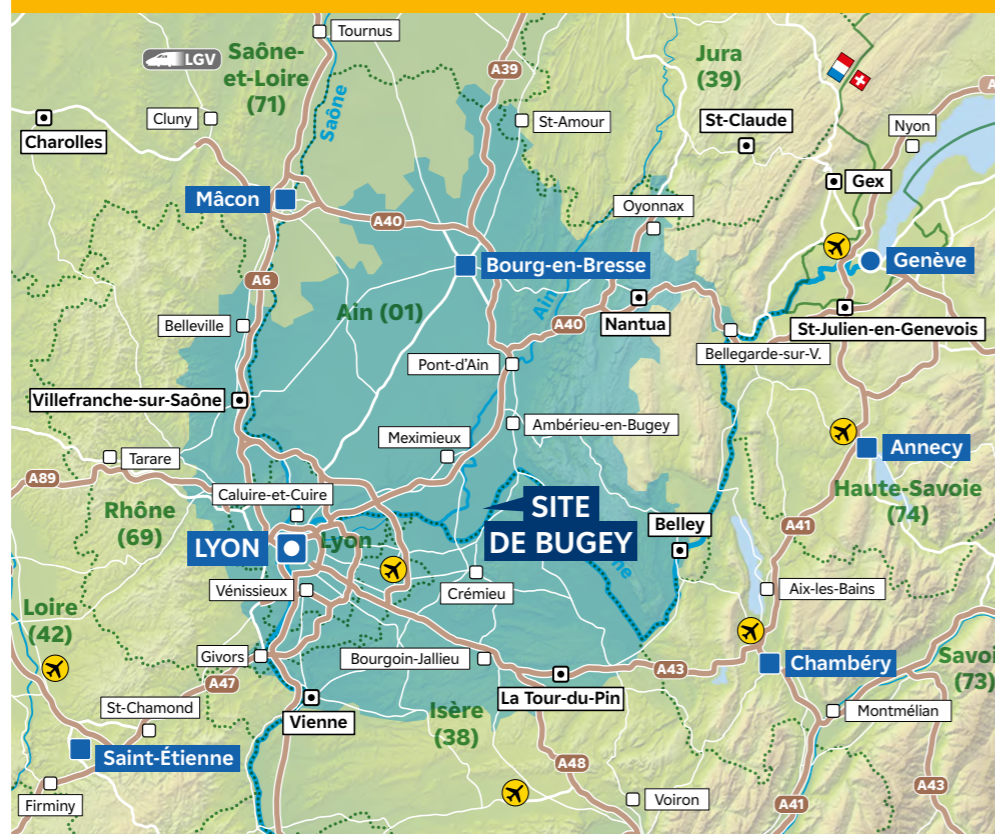 Tournus
LGV
Saône-
et-Loire
(71)
A39
Jura
(39)
Saône
Cluny
St-Amour
St-Claude
Nyon
Charolles
Gex
Mâcon
Oyonnax
A40
Bourg-en-Bresse
Genève
A6
Ain
Ain (01)
Nantua
St-Julien-en-Genevois
Belleville
A40
Bellegarde-sur-V.
Pont-d'Ain
Villefranche-sur-Saône
Ambérieu-en-Bugey
Meximieux
Annecy
Tarare
A89
Caluire-et-Cuire
Haute-Savoie
(74)
Rhône
(69)
SITE
DE BUGEY
Belley
A41
LYON
Lyon
Vénissieux
Crémieu
Aix-les-Bains
Loire
(42)
Givors
Bourgoin-Jallieu
A43
Chambéry
Savoie
(73)
A47
La Tour-du-Pin
St-Chamond
Vienne
Isère
(38)
Montmélian
Saint-Étienne
A48
A43
Firminy
Voiron
A41